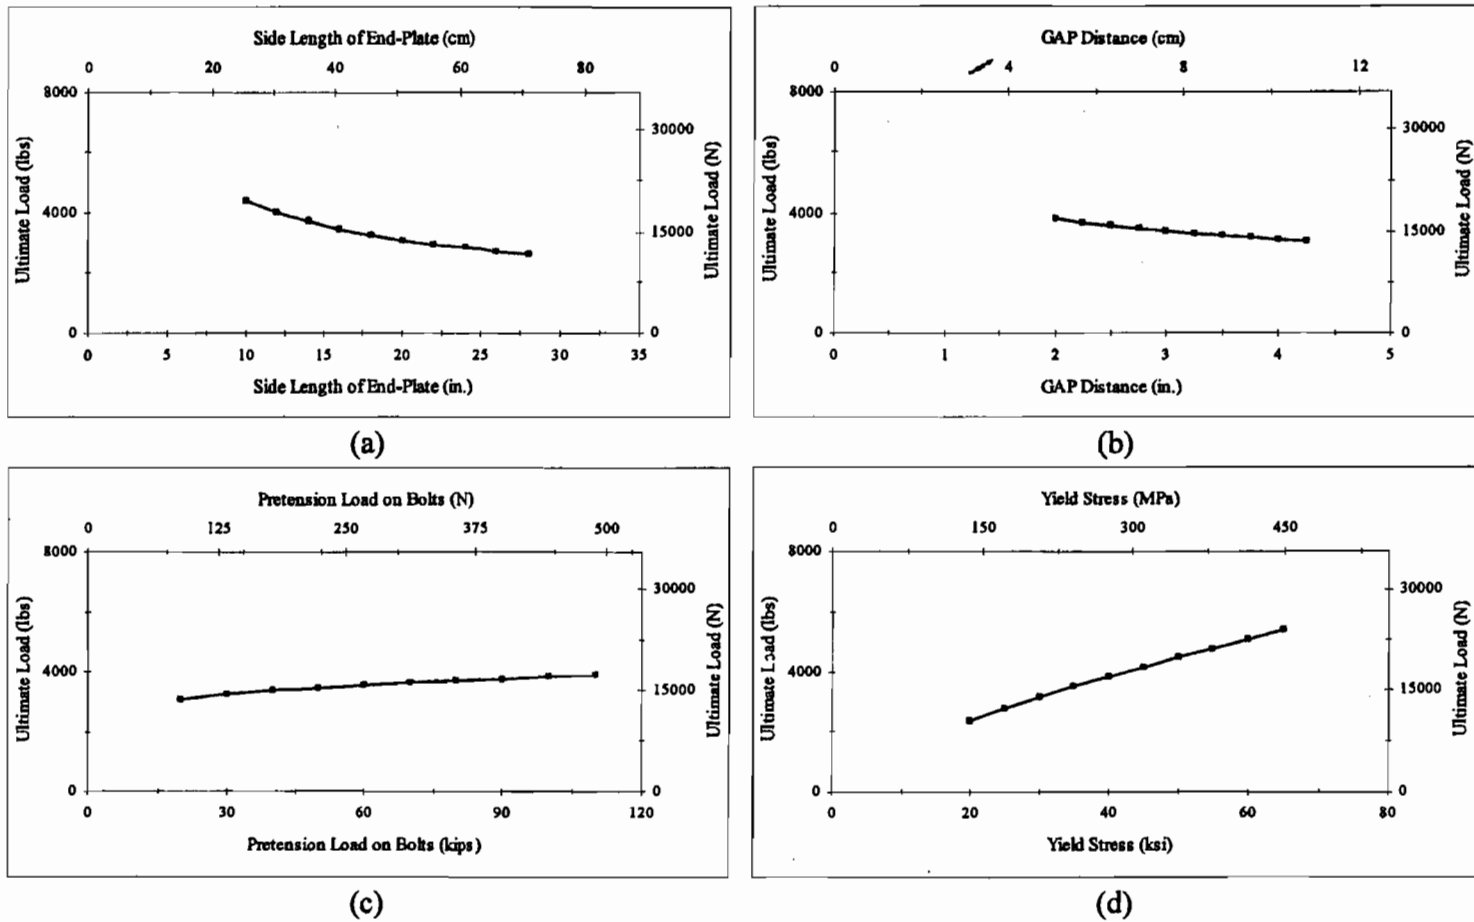 Side Length of End-Plate (cm)
0 20 30 40 60 80
8000
30000
Ultimate Load (lbs)
Ultimate Load (N)
4000
15000
0 0
0 5 10 15 20 25 30 35
Side Length of End-Plate (in.)
(a)
GAP Distance (cm)
0 4 8 12
8000
30000
Ultimate Load (lbs)
Ultimate Load (N)
4000
15000
0 0
0 1 2 3 4 5
GAP Distance (in.)
(b)
Pretension Load on Bolts (N)
0 125 250 375 500
8000
30000
Ultimate Load (lbs)
Ultimate Load (N)
4000
15000
0 0
0 30 60 90 120
Pretension Load on Bolts (kips)
(c)
Yield Stress (MPa)
0 150 300 450
8000
30000
Ultimate Load (lbs)
Ultimate Load (N)
4000
15000
0 0
0 20 40 60 80
Yield Stress (ksi)
(d)